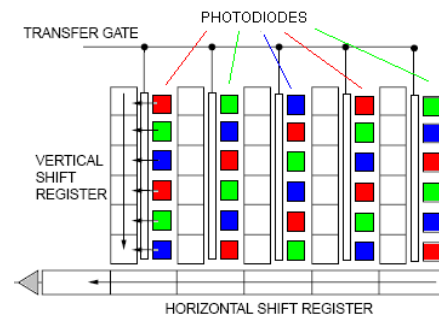 PHOTODIODES
TRANSFER GATE
VERTICAL
SHIFT
REGISTER
HORIZONTAL SHIFT REGISTER